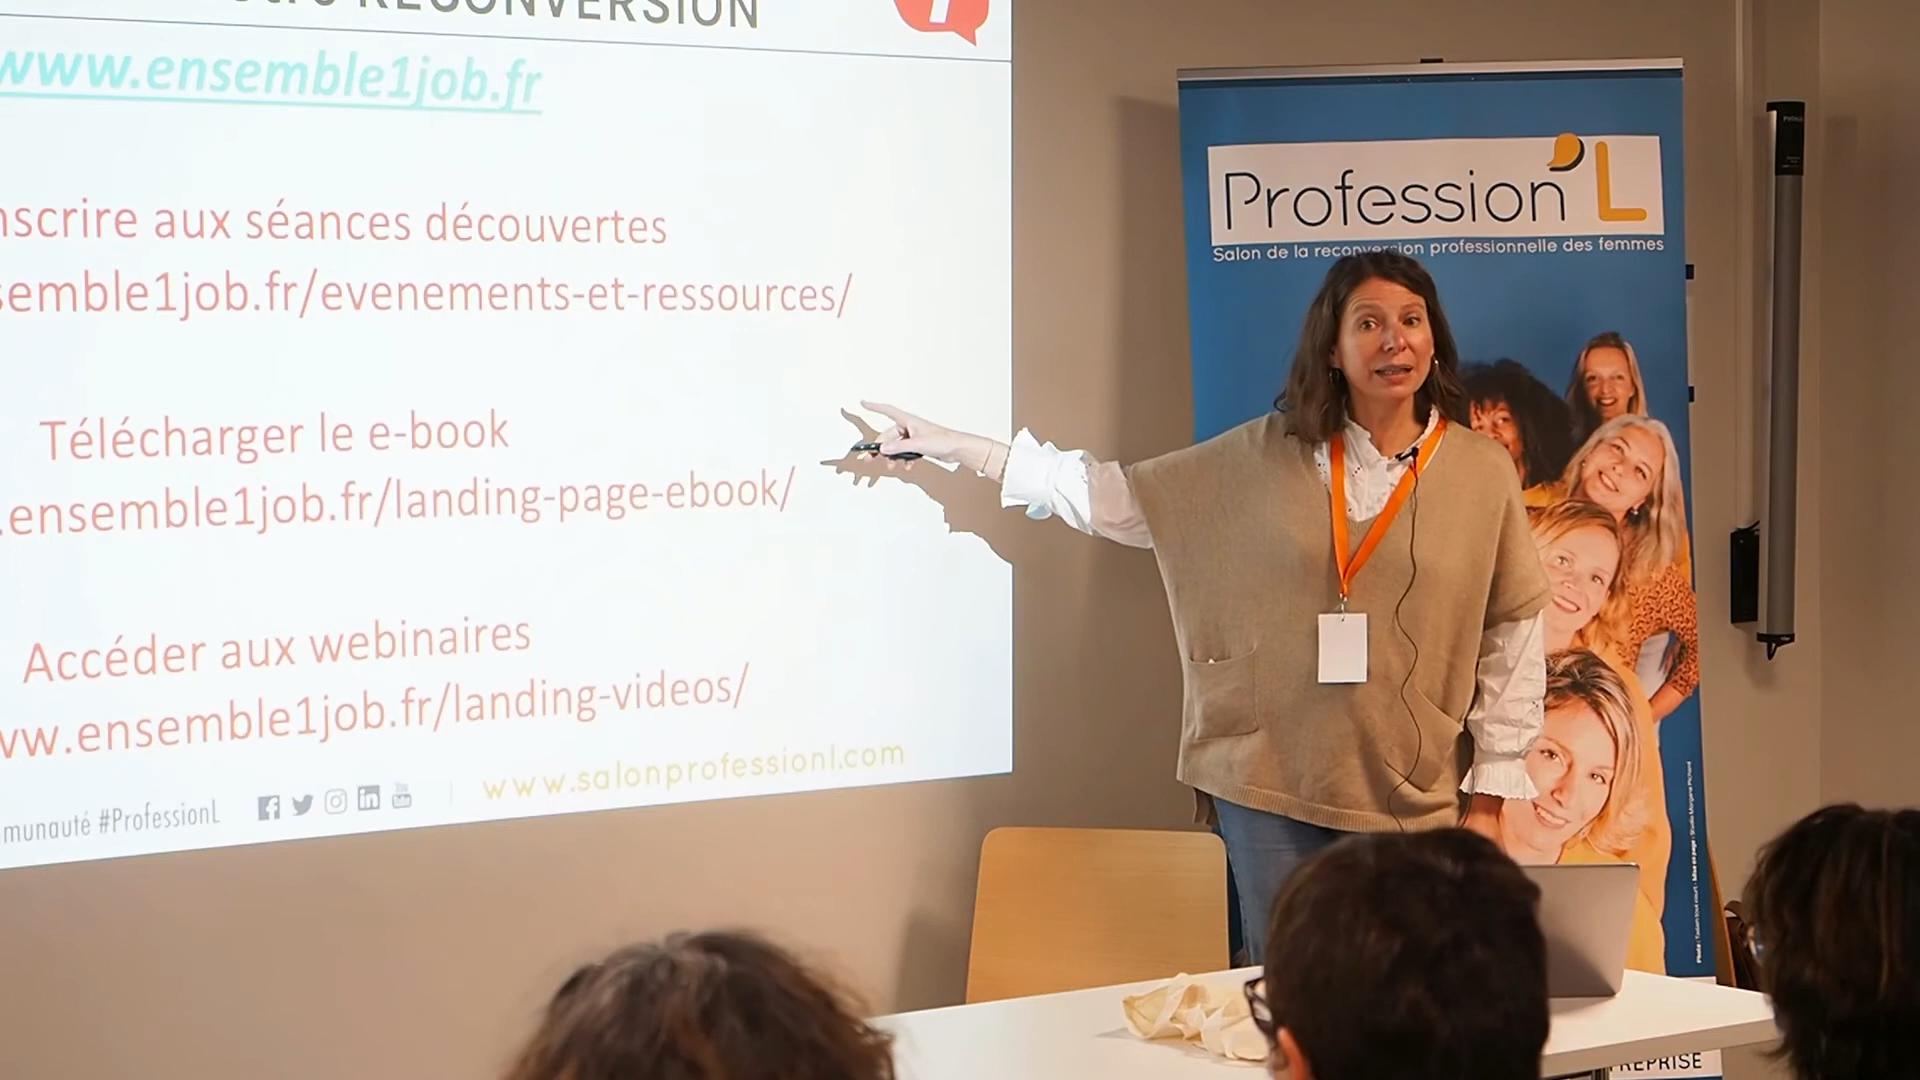 RECONVERSION
www.ensemble1job.fr
nscrire aux séances découvertes
semble1job.fr/evenements-et-ressources/
Télécharger le e-book
.ensemble1job.fr/landing-page-ebook/
Accéder aux webinaires
ww.ensemble1job.fr/landing-videos/
www.salonprofessionl.com
munauté #ProfessionL
Profession'L
Salon de la reconversion professionnelle des femmes